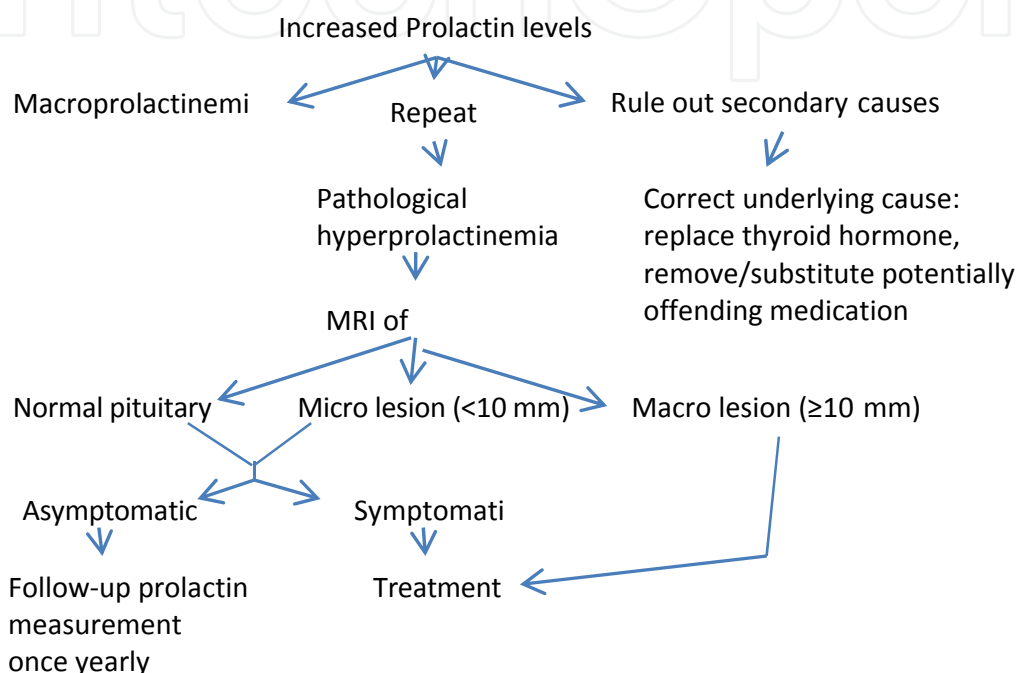 Increased Prolactin levels
Macroprolactinemi
Repeat
Rule out secondary causes
Pathological
hyperprolactinemia
Correct underlying cause:
replace thyroid hormone,
remove/substitute potentially
offending medication
MRI of
Normal pituitary
Micro lesion (<10 mm)
Macro lesion (≥10 mm)
Asymptomatic
Symptomati
Follow-up prolactin
measurement
once yearly
Treatment